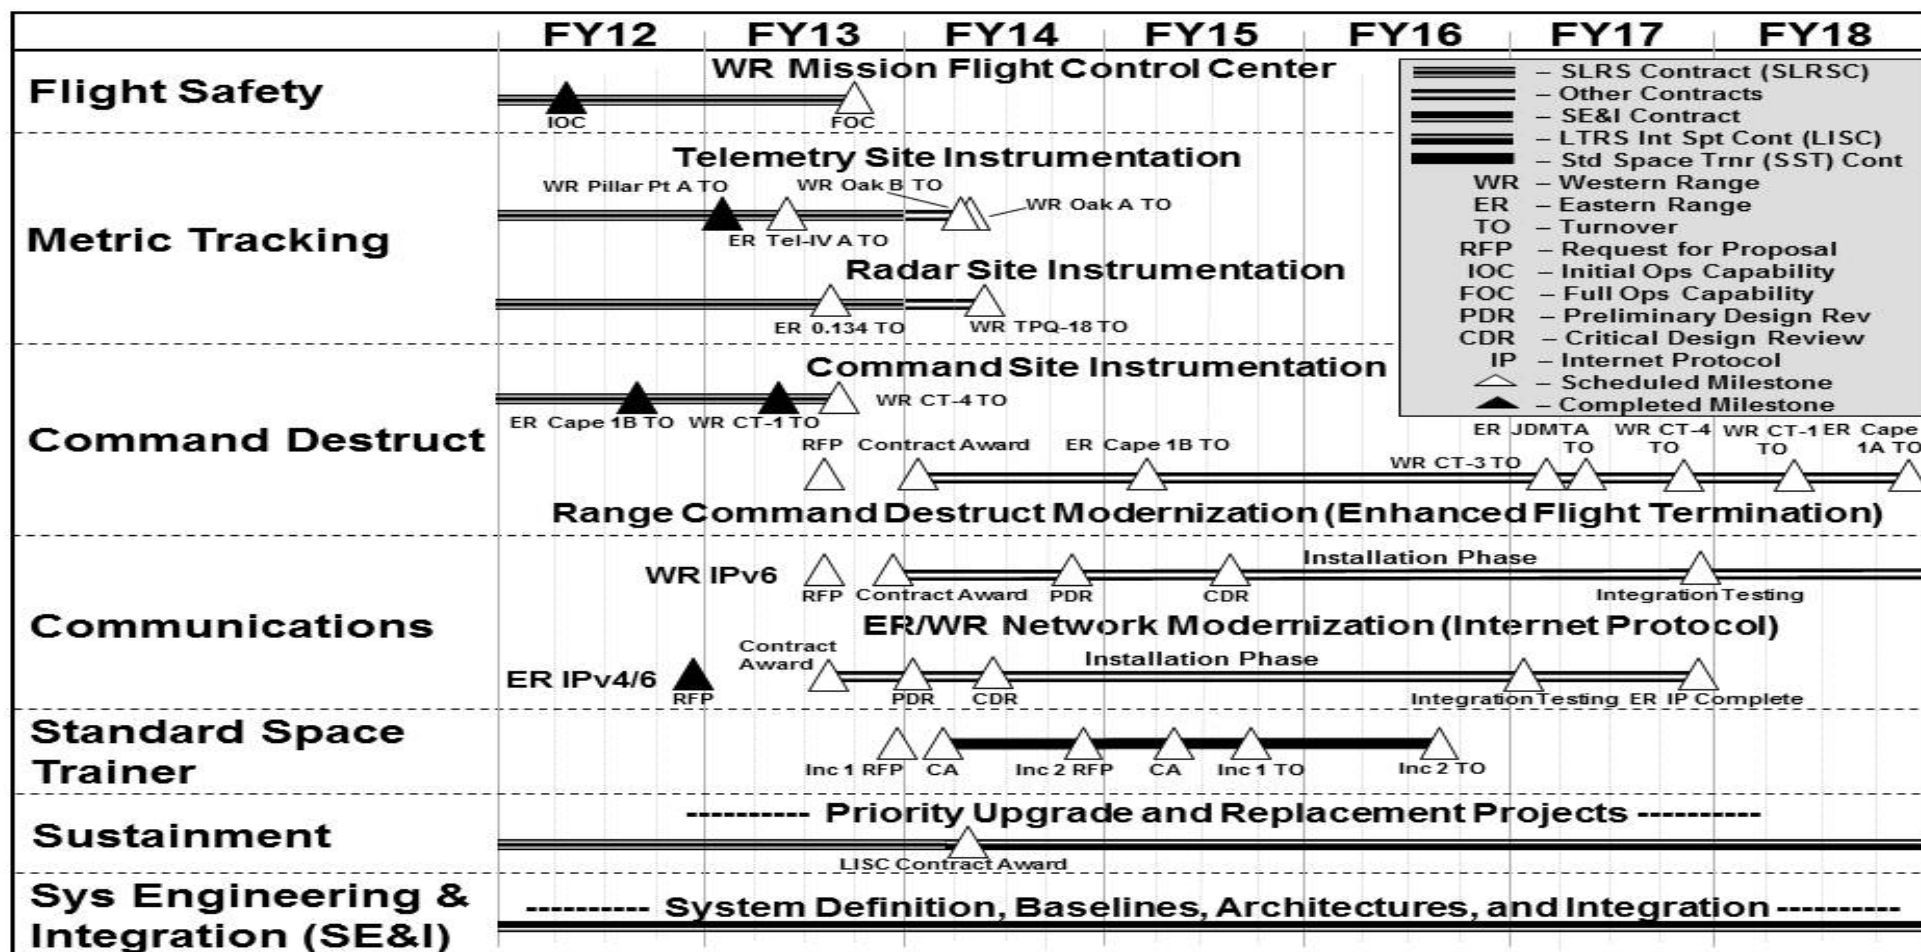 FY12 FY13 FY14 FY15 FY16 FY17 FY18
Flight Safety
WR Mission Flight Control Center
IOC FOC
Metric Tracking
Telemetry Site Instrumentation
WR Pillar Pt A TO WR Oak B TO
WR Oak A TO
ER Tel-IV A TO
Radar Site Instrumentation
ER 0.134 TO WR TPQ-18 TO
Command Destruct
Command Site Instrumentation
WR CT-4 TO
ER Cape 1B TO WR CT-1 TO
RFP Contract Award ER Cape 1B TO
WR CT-3 TO
ER JDMTA TO
WR CT-4 TO
WR CT-1 TO
ER Cape 1A TO
Range Command Destruct Modernization (Enhanced Flight Termination)
Communications
WR IPv6
Installation Phase
RFP Contract Award PDR CDR Integration Testing
ER/WR Network Modernization (Internet Protocol)
ER IPv4/6
Contract
Award
Installation Phase
RFP PDR CDR Integration Testing ER IP Complete
Standard Space
Trainer
Inc 1 RFP CA Inc 2 RFP CA Inc 1 TO Inc 2 TO
Sustainment
---------- Priority Upgrade and Replacement Projects ----------
LISC Contract Award
Sys Engineering &
Integration (SE&I)
---------- System Definition, Baselines, Architectures, and Integration ----------
– SLRS Contract (SLRSC)
– Other Contracts
– SE&I Contract
– LTRS Int Spt Cont (LISC)
– Std Space Trnr (SST) Cont
WR – Western Range
ER – Eastern Range
TO – Turnover
RFP – Request for Proposal
IOC – Initial Ops Capability
FOC – Full Ops Capability
PDR – Preliminary Design Rev
CDR – Critical Design Review
IP – Internet Protocol
– Scheduled Milestone
– Completed Milestone